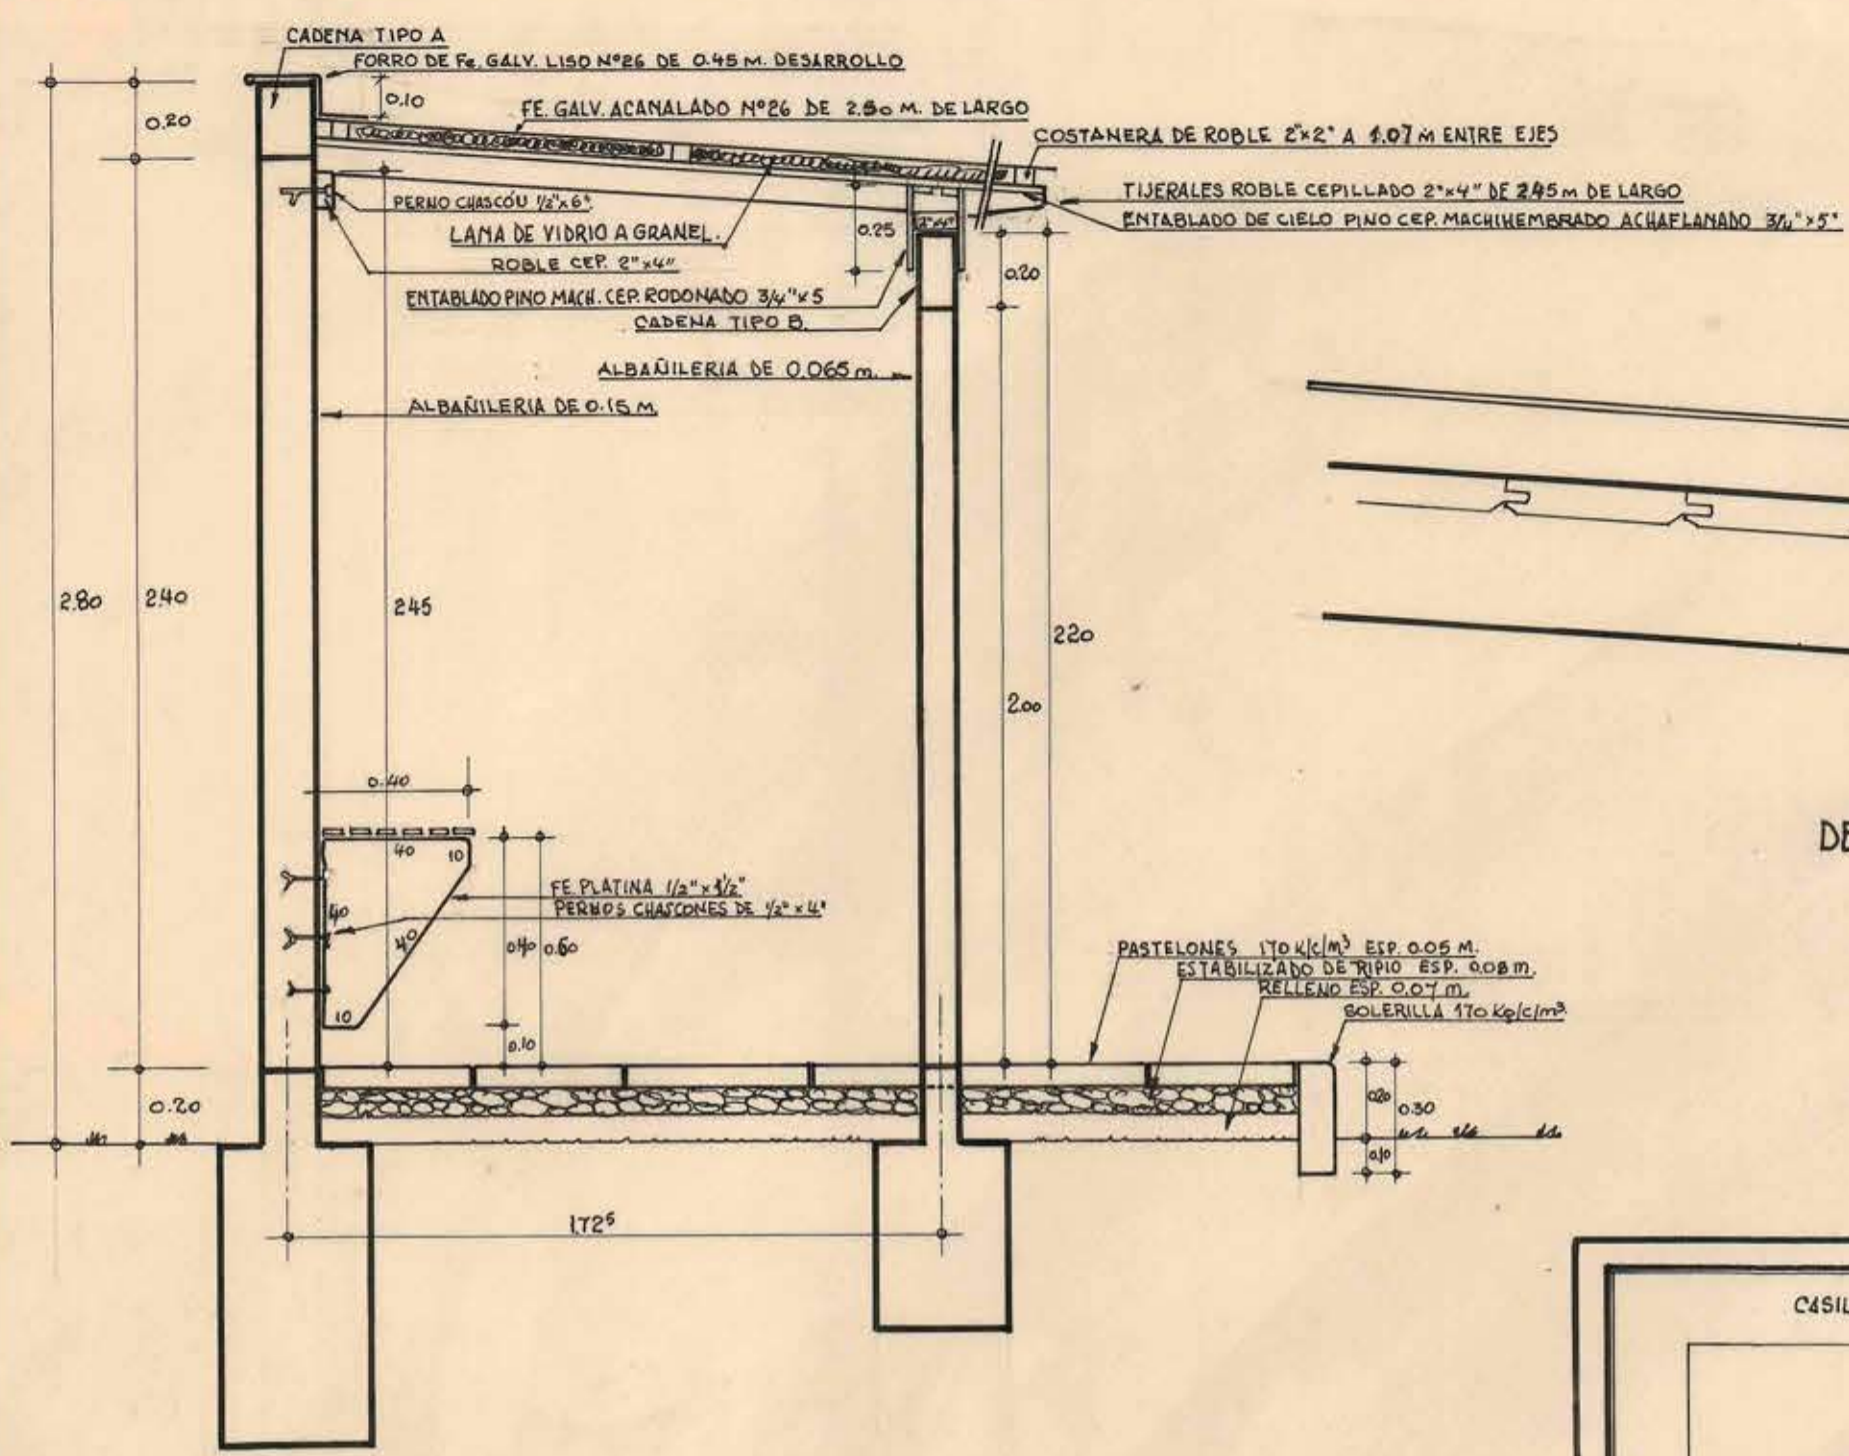 CADENA TIPO A
FORRO DE Fe. GALV. LISO Nº26 DE 0.45 M. DESARROLLO
0.10
0.20
FE. GALV. ACANALADO Nº26 DE 2.50 M. DE LARGO
COSTANERA DE ROBLE 2"x2" A 1.07 M ENTRE EJES
TIJERALES ROBLE CEPILLADO 2"x4" DE 2.45 m DE LARGO
PERNO CHASCÓU 1/2"x6"
ENTABLADO DE CIELO PINO CEP. MACHIHEMBRADO ACHAFLANADO 3/4"x5"
LANA DE VIDRIO A GRANEL.
0.25
2"x4"
ROBLE CEP. 2"x4"
0.20
ENTABLADO PINO MACH. CEP. RODONADO 3/4"x5
CADENA TIPO B.
ALBAÑILERIA DE 0.065 m.
ALBAÑILERIA DE 0.15 M.
2.80
2.40
245
220
2.00
0.40
DE
40
10
FE. PLATINA 1/2" x 1/2"
PERNOS CHASCONES DE 1/2" x 4"
40
40
0.40
0.60
10
0.10
PASTELONES 170 K/c/m³ ESP. 0.05 M.
ESTABILIZADO DE RIPIO ESP. 0.08 m.
RELLENO ESP. 0.07 m.
SOLERILLA 170 Kg/c/m³
0.20
020
0.30
0.10
1.72⁵
CASIL